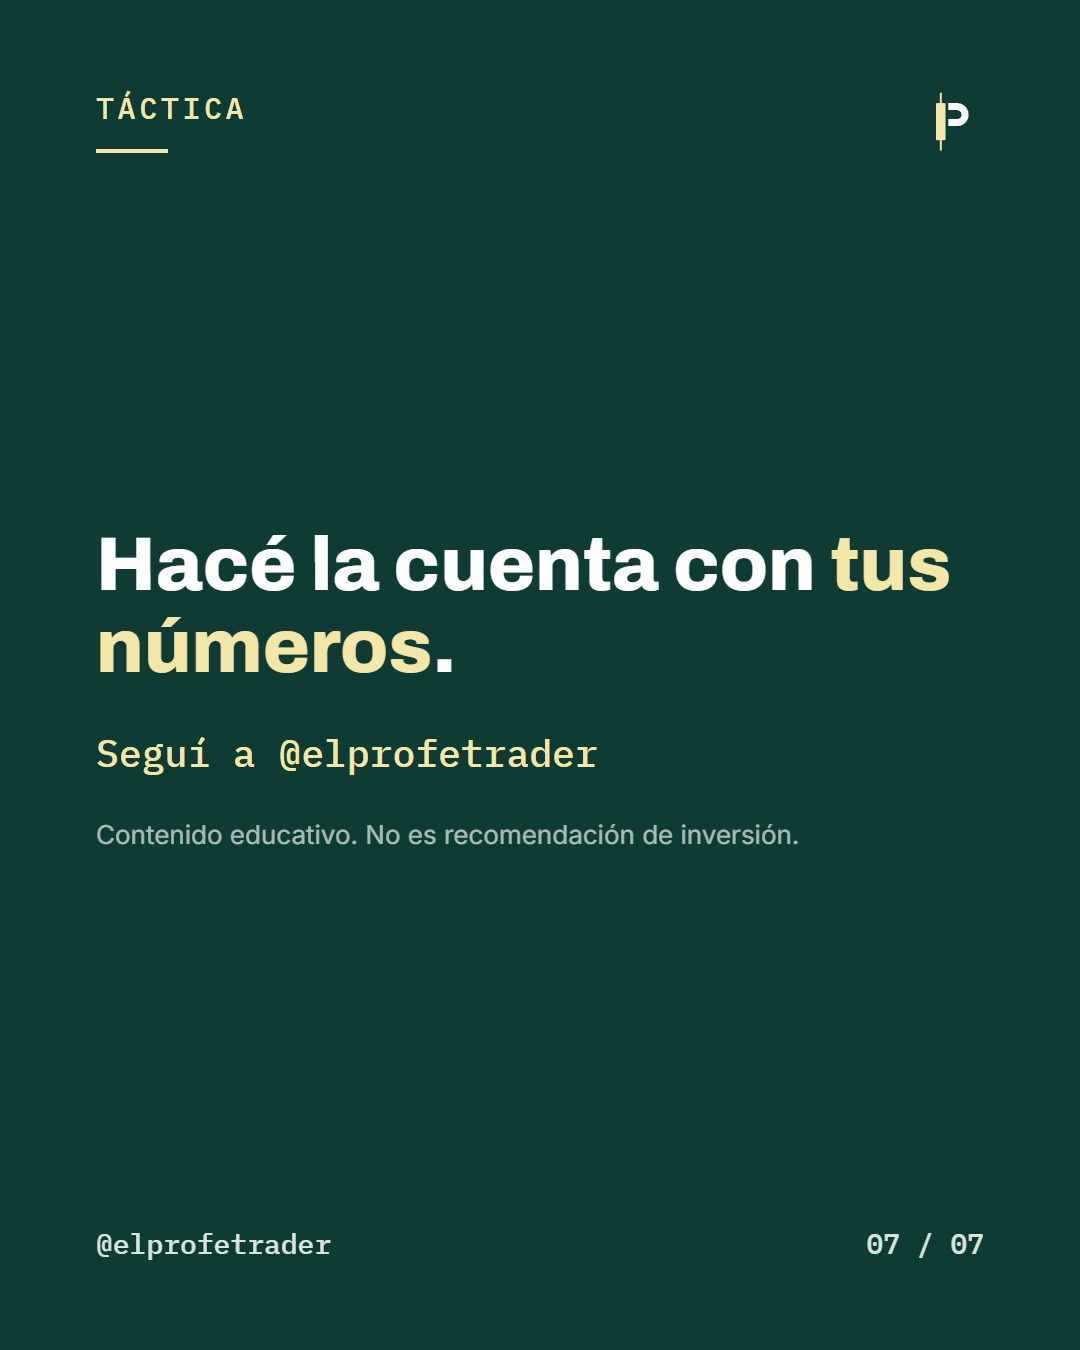 TÁCTICA
Hacé la cuenta con tus
números.
Seguí a @elprofetrader
Contenido educativo. No es recomendación de inversión.
@elprofetrader
07 / 07